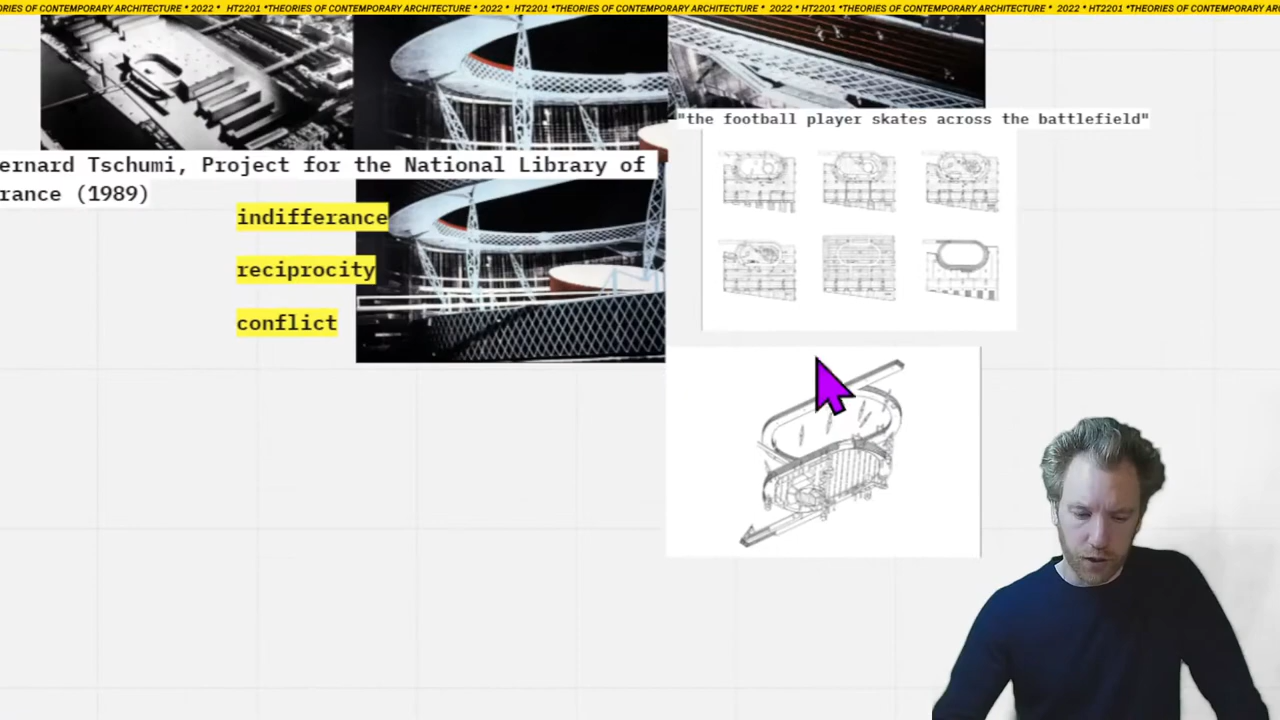 ORIES OF CONTEMPORARY ARCHITECTURE * 2022 * HT2201 *THEORIES OF CONTEMPORARY ARCHITECTURE * 2022 * HT2201 *THEORIES OF CONTEMPORARY ARCHITECTURE * 2022 * HT2201 *THEORIES OF CONTEMPORARY ARCHITECTURE * 2022 * HT2201 *THEORIES OF CONTEMPORARY AR
"the football player skates across the battlefield"
ernard Tschumi, Project for the National Library of
rance (1989)
indifferance
reciprocity
conflict